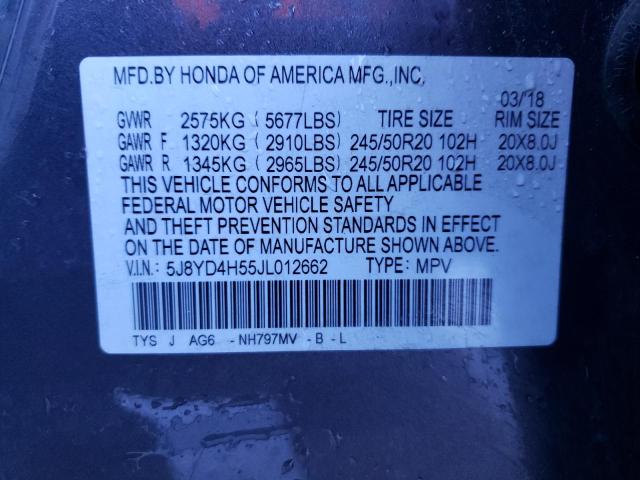 MFD.BY HONDA OF AMERICA MFG.,INC,
03/'18
GVWR 2575KG ( 5677LBS) TIRE SIZE RIM SIZE
GAWR F 1320KG ( 2910LBS) 245/50R20 102H 20X8.0J
GAWR R 1345KG ( 2965LBS) 245/50R20 102H 20X8.0J
THIS VEHICLE CONFORMS TO ALL APPLICABLE
FEDERAL MOTOR VEHICLE SAFETY
AND THEFT PREVENTION STANDARDS IN EFFECT
ON THE DATE OF MANUFACTURE SHOWN ABOVE.
V.I.N.: 5J8YD4H55JL012662 TYPE: MPV
TYS J AG6 -NH797MV -B -L